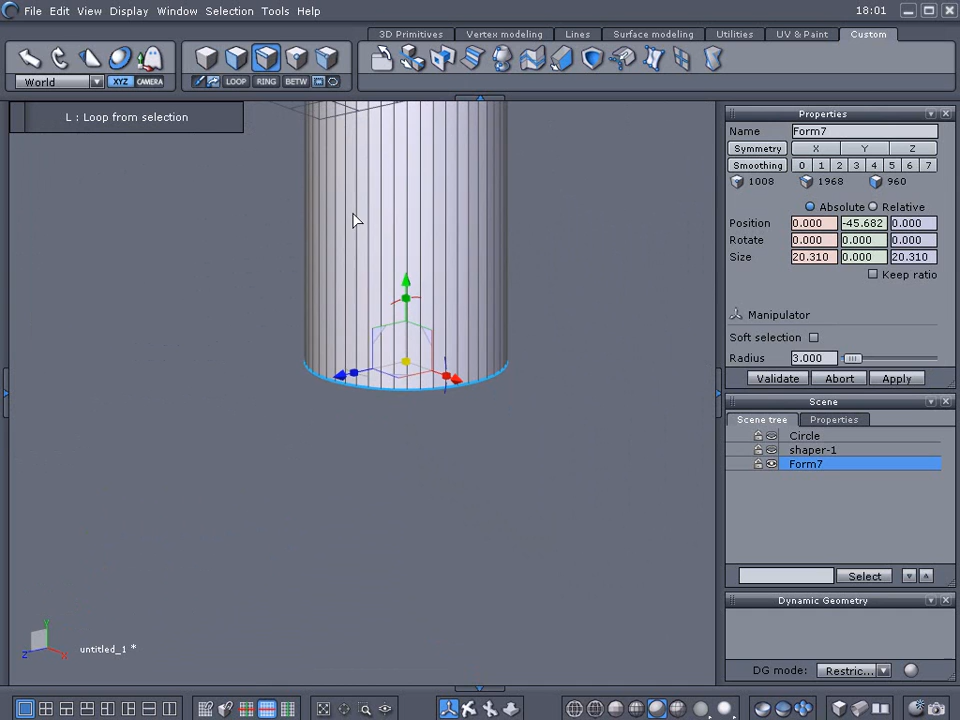 File Edit View Display Window Selection Tools Help 18:01
3D Primitives Vertex modeling Lines Surface modeling Utilities UV & Paint Custom
World XYZ CAMERA LOOP RING BETW
L : Loop from selection
Properties
Name Form7
Symmetry X Y Z
Smoothing 0 1 2 3 4 5 6 7
1008 1968 960
Absolute Relative
Position 0.000 -45.682 0.000
Rotate 0.000 0.000 0.000
Size 20.310 0.000 20.310
Keep ratio
Manipulator
Soft selection
Radius 3.000
Validate Abort Apply
Scene
Scene tree Properties
Circle
shaper-1
Form7
Select
Dynamic Geometry
DG mode: Restric...
Y
Z X
untitled_1 *